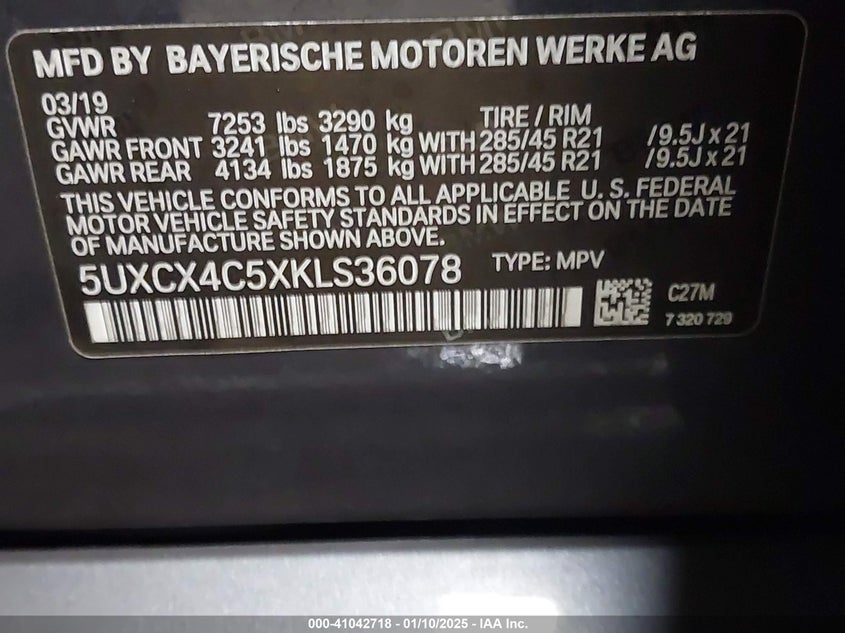 MFD BY BAYERISCHE MOTOREN WERKE AG
03/19
GVWR 7253 lbs 3290 kg TIRE / RIM
GAWR FRONT 3241 lbs 1470 kg WITH 285/45 R21 /9.5J x 21
GAWR REAR 4134 lbs 1875 kg WITH 285/45 R21 /9.5J x 21
THIS VEHICLE CONFORMS TO ALL APPLICABLE U. S. FEDERAL
MOTOR VEHICLE SAFETY STANDARDS IN EFFECT ON THE DATE
OF MANUFACTURE SHOWN ABOVE.
5UXCX4C5XKLS36078 TYPE: MPV
C27M
7 320 729
000-41042718 - 01/10/2025 - IAA Inc.